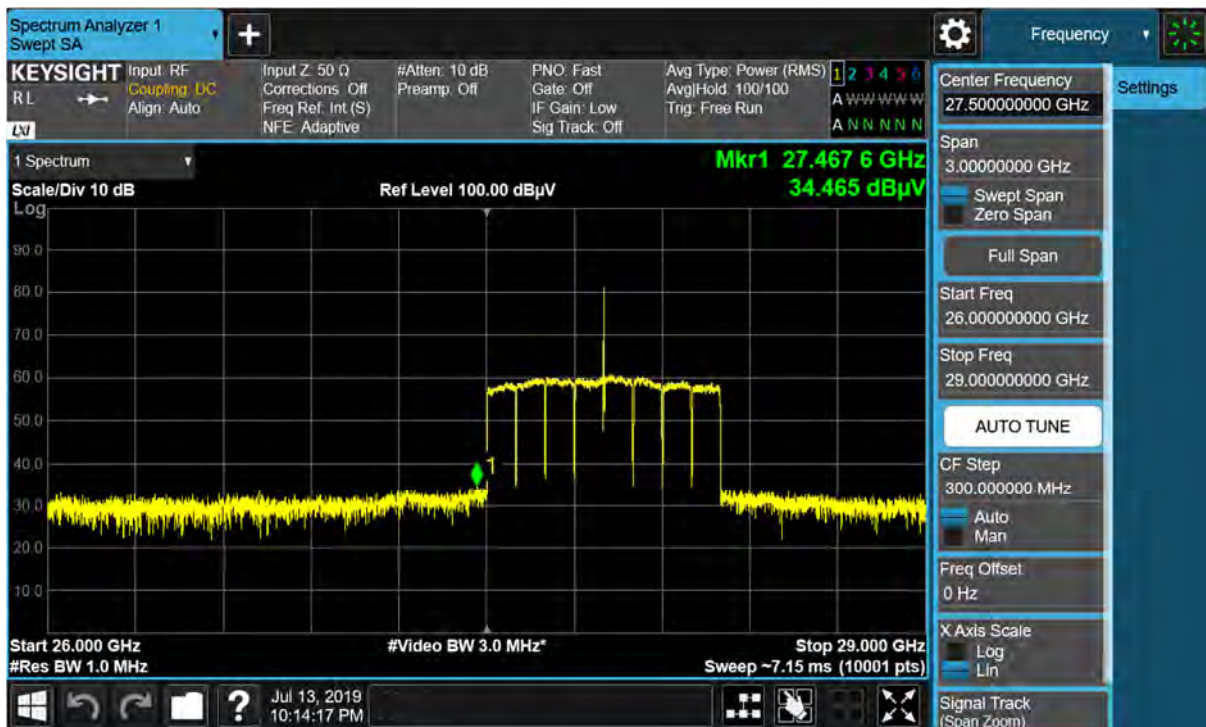 Spectrum Analyzer 1
Swept SA
+
Frequency
KEYSIGHT
RL
LXI
Input: RF
Coupling: DC
Align: Auto
Input Z: 50 Ω
Corrections: Off
Freq Ref: Int (S)
NFE: Adaptive
#Atten: 10 dB
Preamp: Off
PNO: Fast
Gate: Off
IF Gain: Low
Sig Track: Off
Avg Type: Power (RMS)
Avg|Hold: 100/100
Trig: Free Run
1 2 3 4 5 6
A W W W W W
A N N N N N
1 Spectrum
Scale/Div 10 dB
Ref Level 100.00 dBµV
Mkr1 27.467 6 GHz
34.465 dBµV
Log
90.0
80.0
70.0
60.0
50.0
40.0
30.0
20.0
10.0
1
Start 26.000 GHz
#Res BW 1.0 MHz
#Video BW 3.0 MHz*
Stop 29.000 GHz
Sweep ~7.15 ms (10001 pts)
?
Jul 13, 2019
10:14:17 PM
Center Frequency
27.500000000 GHz
Span
3.00000000 GHz
Swept Span
Zero Span
Full Span
Start Freq
26.000000000 GHz
Stop Freq
29.000000000 GHz
AUTO TUNE
CF Step
300.000000 MHz
Auto
Man
Freq Offset
0 Hz
X Axis Scale
Log
Lin
Signal Track
(Span Zoom)
Settings